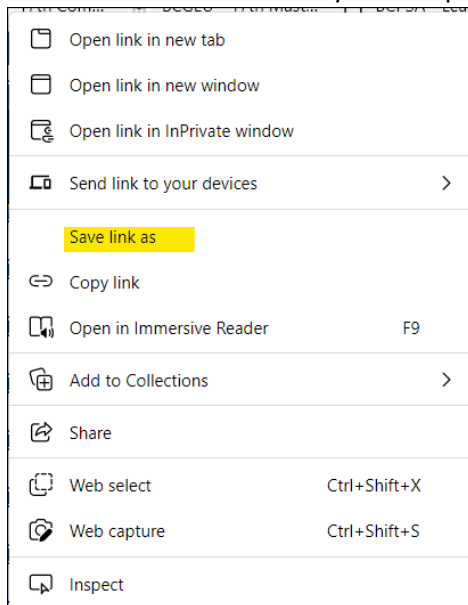 Open link in new tab
Open link in new window
Open link in InPrivate window
Send link to your devices
Save link as
Copy link
Open in Immersive Reader F9
Add to Collections
Share
Web select Ctrl+Shift+X
Web capture Ctrl+Shift+S
Inspect